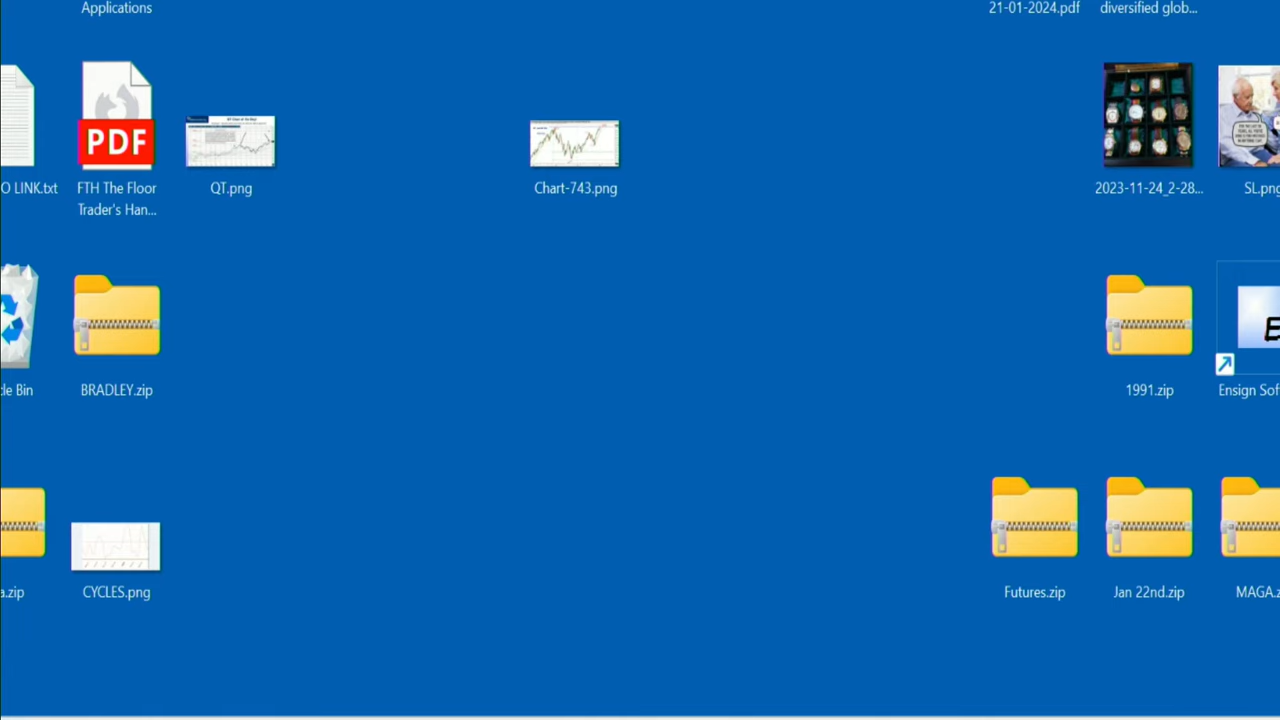 Applications
21-01-2024.pdf
diversified glob...
O LINK.txt
PDF
FTH The Floor
Trader's Han...
QT.png
Chart-743.png
2023-11-24_2-28...
SL.png
cle Bin
BRADLEY.zip
1991.zip
Ensign Sof
a.zip
CYCLES.png
Futures.zip
Jan 22nd.zip
MAGA.z